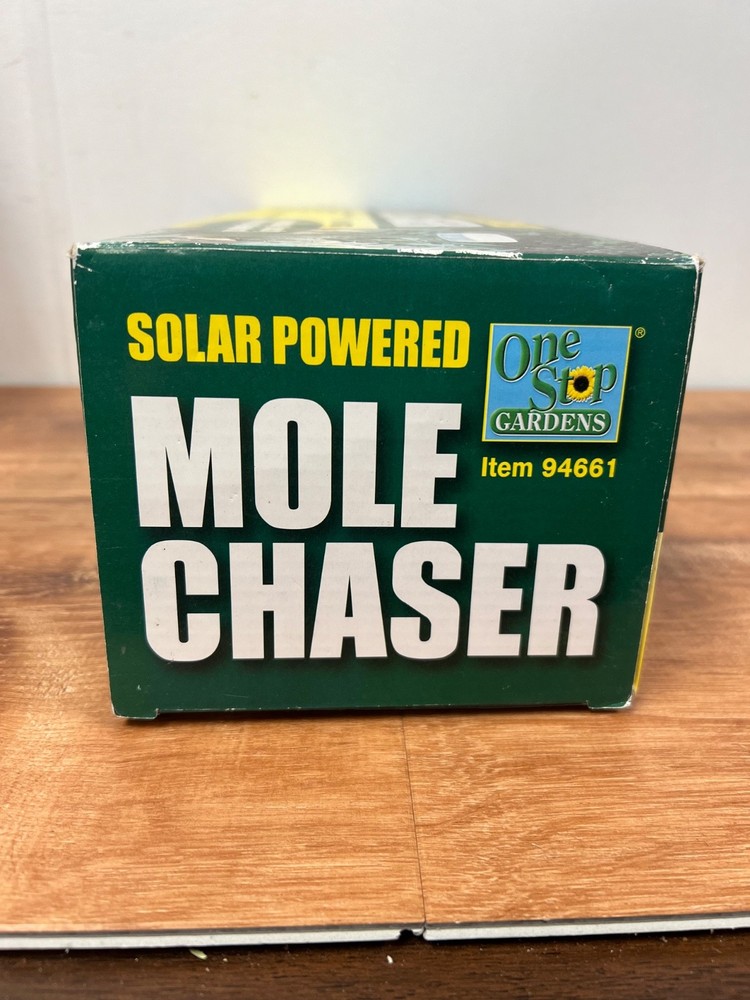 SOLAR POWERED
One
Stop
GARDENS
®
Item 94661
MOLE
CHASER